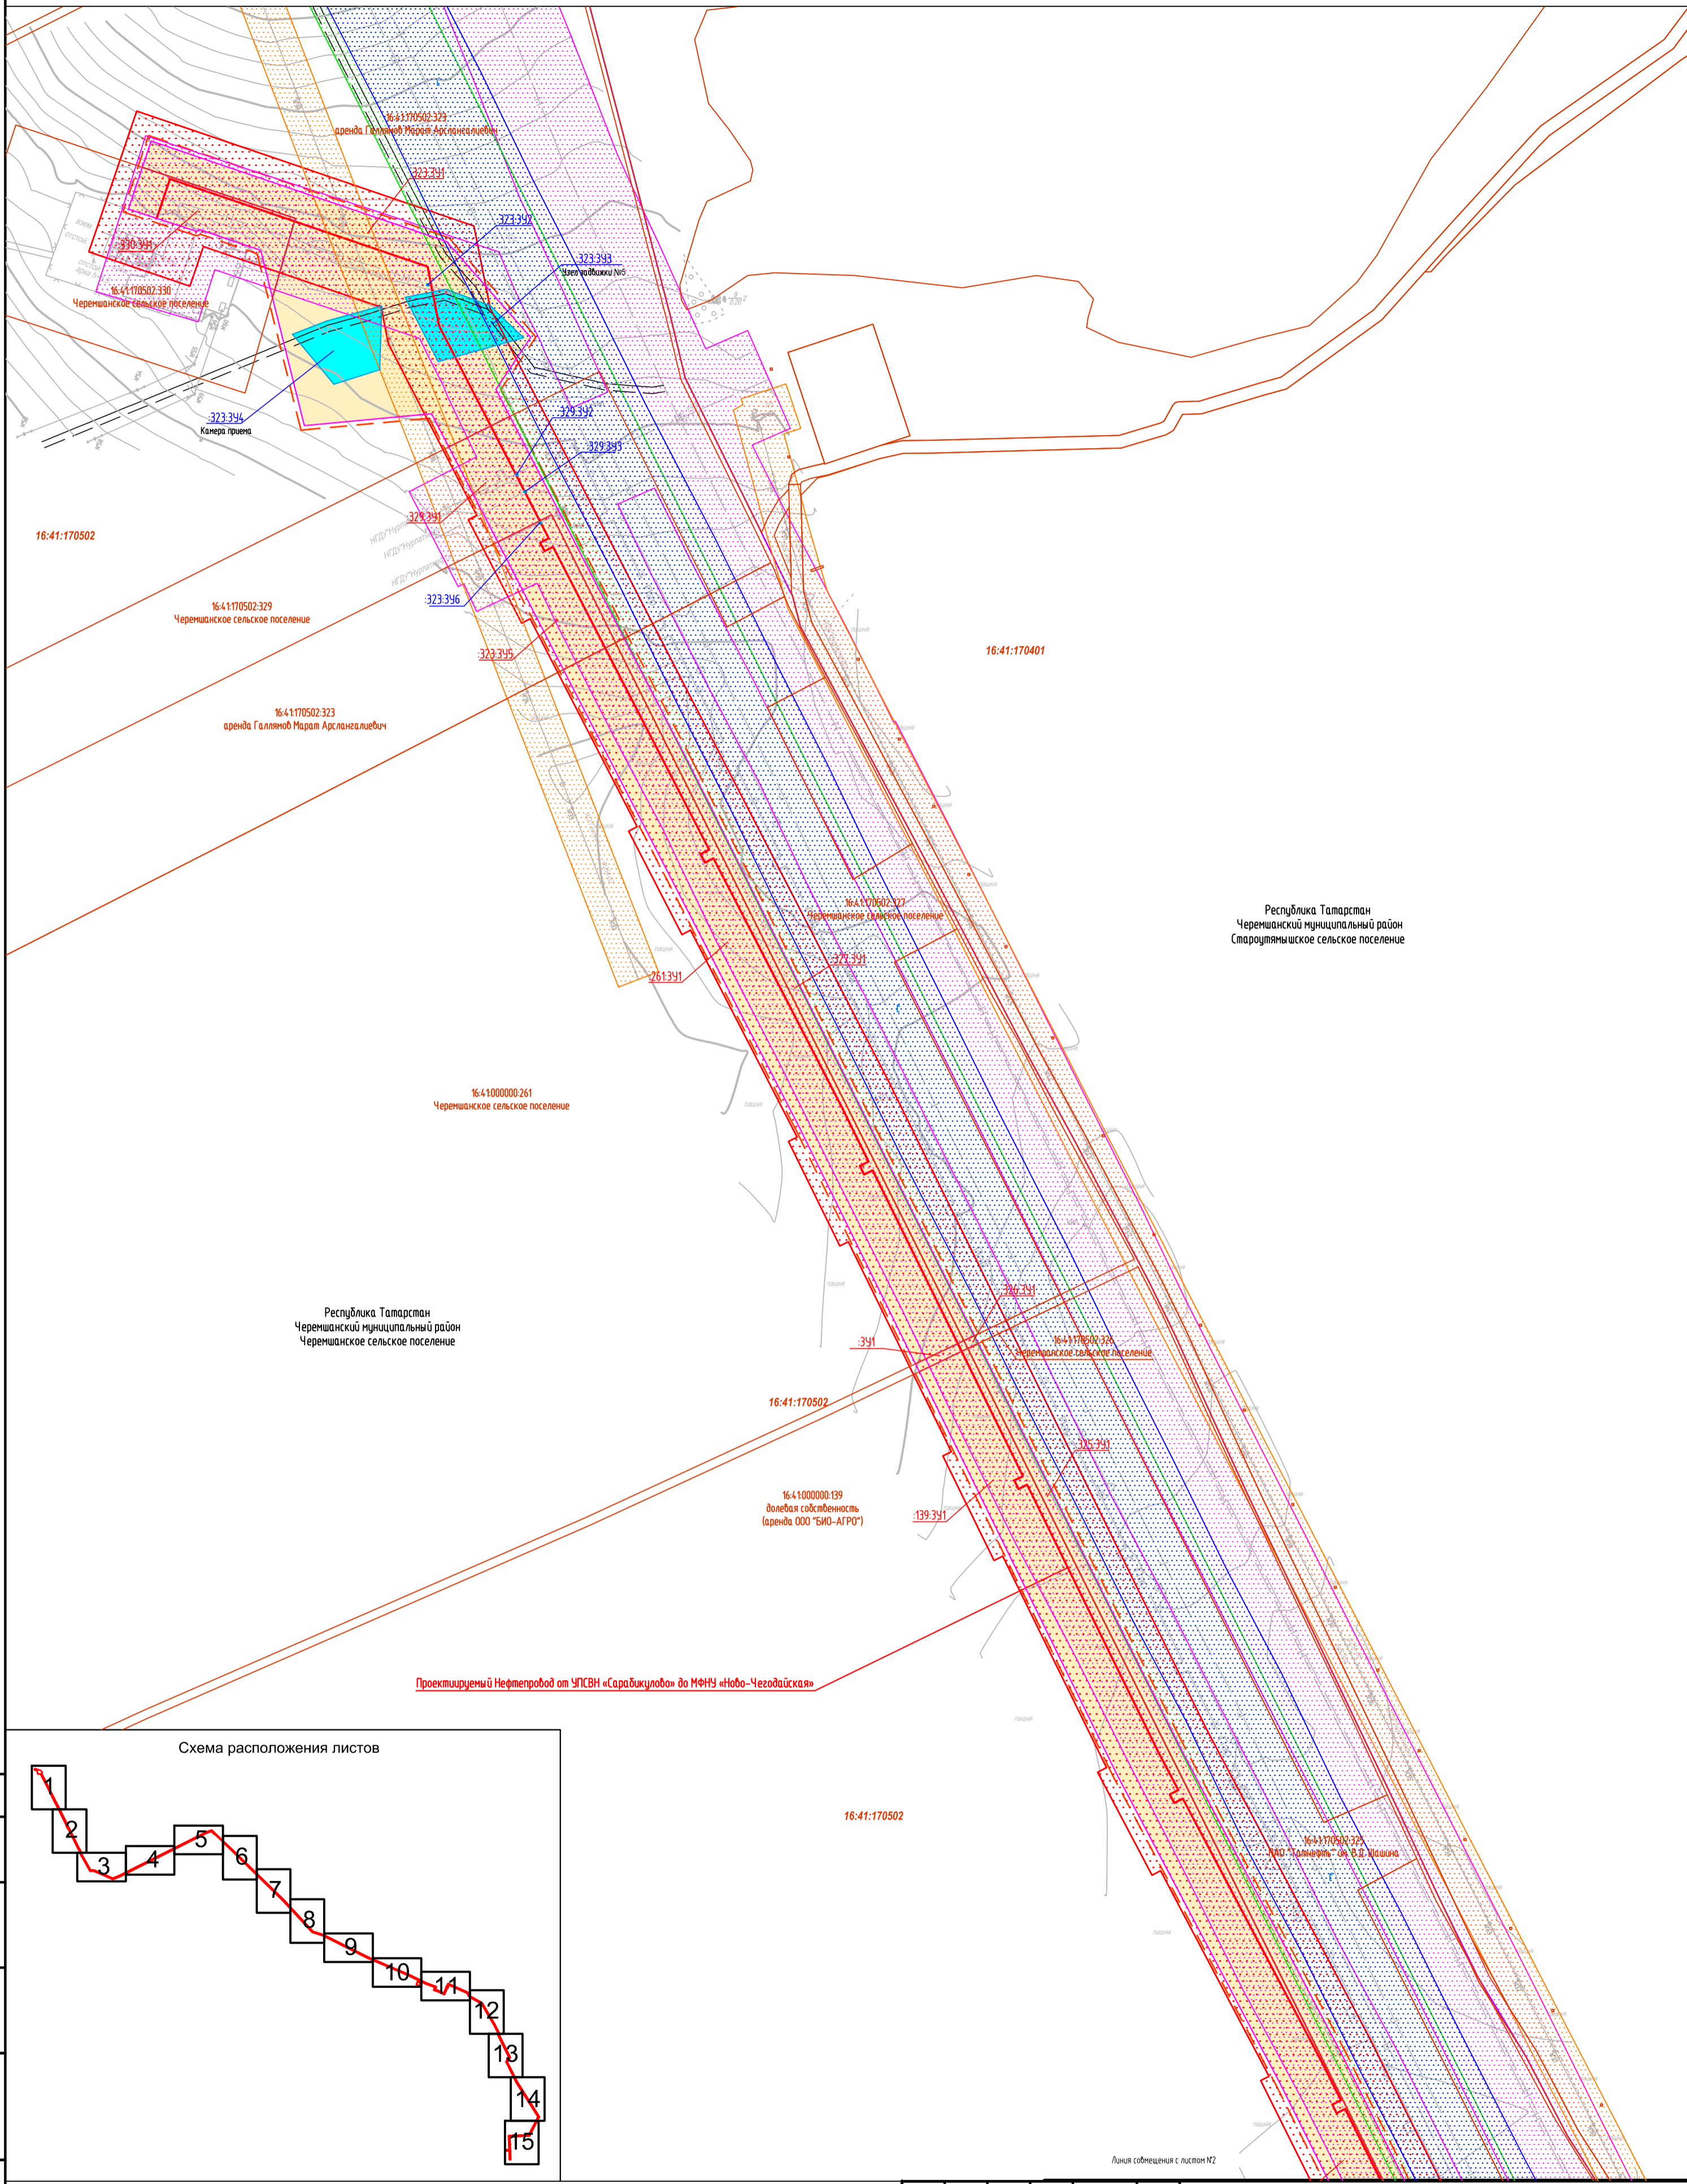 16:41:170502:323
аренда Галлямов Марат Арслангалиевич
:323:ЗУ1
:323:ЗУ2
:323:ЗУ3
Узел задвижки №5
:330:ЗУ1
16:41:170502:330
Черемшанское сельское поселение
:323:ЗУ4
Камера приема
:329:ЗУ2
:329:ЗУ3
:329:ЗУ1
16:41:170502
:323:ЗУ6
16:41:170502:329
Черемшанское сельское поселение
:323:ЗУ5
16:41:170401
16:41:170502:323
аренда Галлямов Марат Арслангалиевич
16:41:170502:327
Черемшанское сельское поселение
Республика Татарстан
Черемшанский муниципальный район
Староутямышское сельское поселение
:327:ЗУ1
:261:ЗУ1
16:41:000000:261
Черемшанское сельское поселение
:326:ЗУ1
Республика Татарстан
Черемшанский муниципальный район
Черемшанское сельское поселение
:ЗУ1
16:41:170502:326
Черемшанское сельское поселение
16:41:170502
:325:ЗУ1
16:41:000000:139
долевая собственность
(аренда ООО "БИО-АГРО")
:139:ЗУ1
Проектиируемый Нефтепровод от УПСВН «Сарабикулово» до МФНУ «Ново-Чегодайская»
16:41:170502
16:41:170502:325
ПАО "Татнефть" им. В.Д. Шашина
Схема расположения листов
1
2
3
4
5
6
7
8
9
10
11
12
13
14
15
Линия совмещения с листом №2